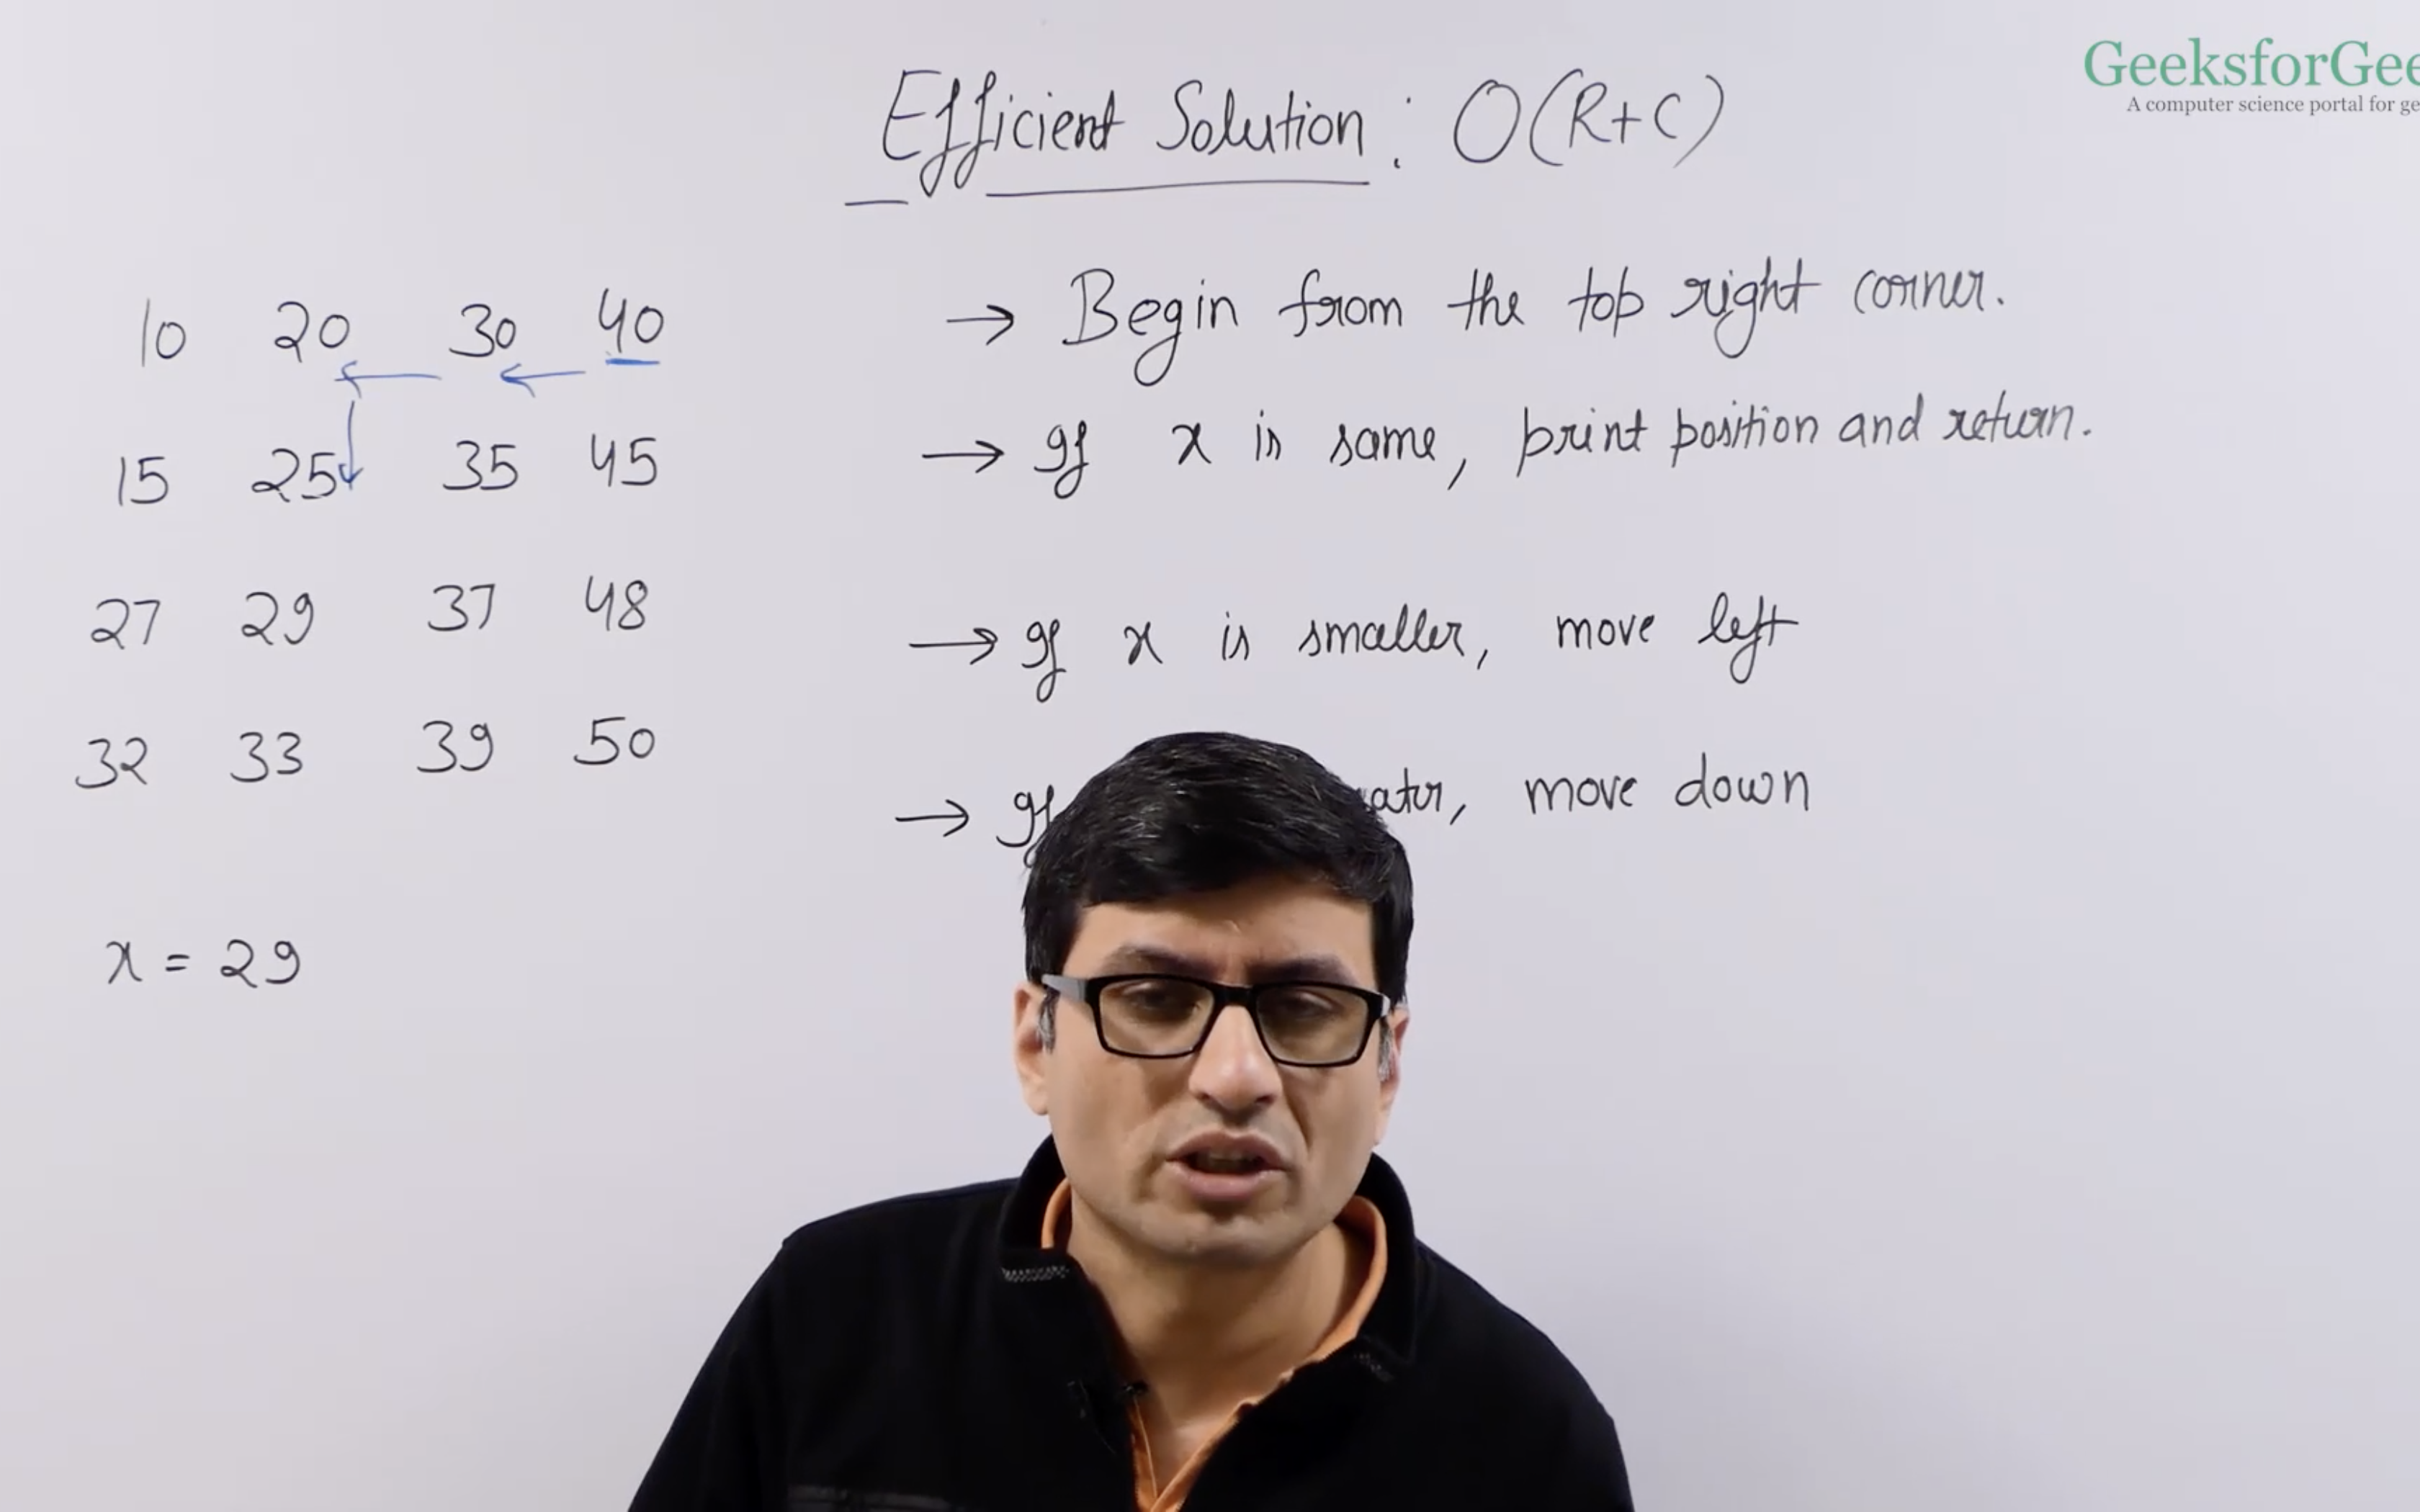 GeeksforGee
A computer science portal for ge
Efficient Solution : O(R+C)
10 20 30 40
15 25 35 45
27 29 37 48
32 33 39 50
x = 29
→ Begin from the top right corner.
→ If x is same, print position and return.
→ If x is smaller, move left
→ If move down